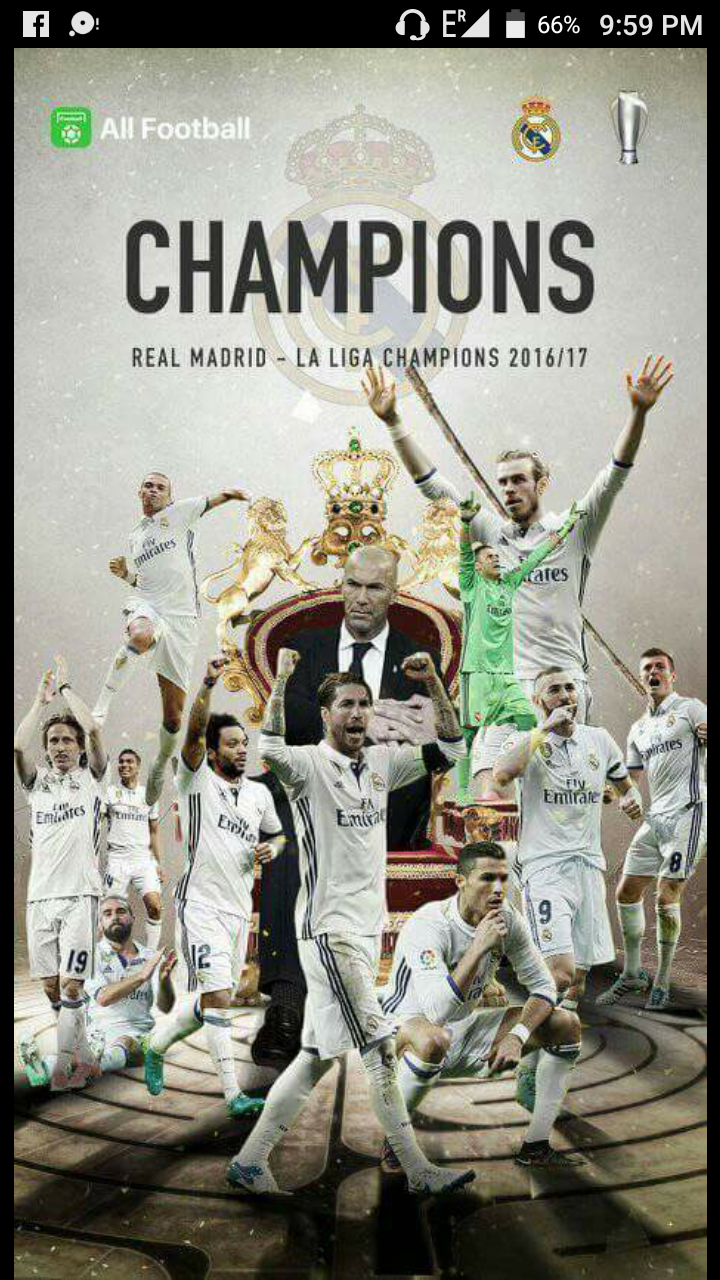 ER 66% 9:59 PM
All Football
CHAMPIONS
REAL MADRID - LA LIGA CHAMPIONS 2016/17
Fly
Emirates
Emirates
Fly
Emirates
Emirates
Fly
Emirates
Fly
Emirates
Emirates
8
9
19
12